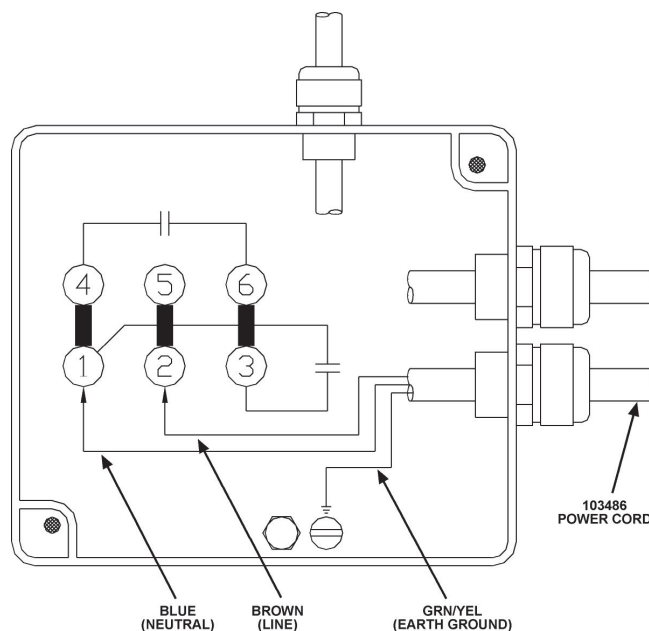 4 5 6
1 2 3
103486
POWER CORD
BLUE
(NEUTRAL)
BROWN
(LINE)
GRN/YEL
(EARTH GROUND)